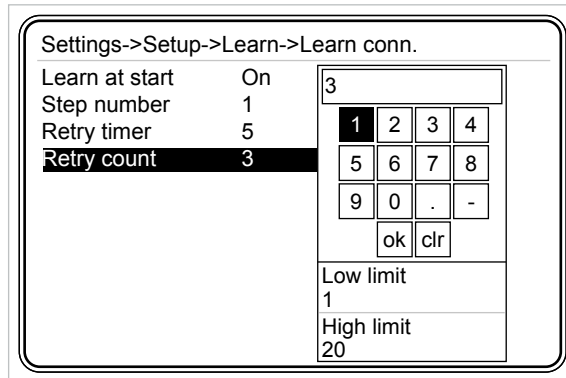 Settings->Setup->Learn->Learn conn.
Learn at start On
Step number 1
Retry timer 5
Retry count 3
3
1 2 3 4
5 6 7 8
9 0 . -
ok clr
Low limit
1
High limit
20